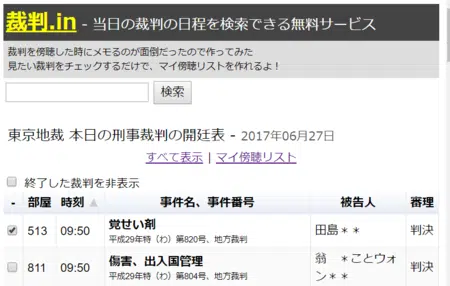 裁判.in - 当日の裁判の日程を検索できる無料サービス
裁判を傍聴した時にメモるのが面倒だったので作ってみた
見たい裁判をチェックするだけで、マイ傍聴リストを作れるよ！
検索
東京地裁 本日の刑事裁判の開廷表 - 2017年06月27日
すべて表示 | マイ傍聴リスト
終了した裁判を非表示
- 部屋 時刻 ▲ 事件名、事件番号 被告人 審理
513 09:50 覚せい剤 田島＊＊ 判決
平成29年特（わ）第820号、地方裁判
811 09:50 傷害、出入国管理 翁　＊ことウォン＊＊ 判決
平成29年特（わ）第804号、地方裁判